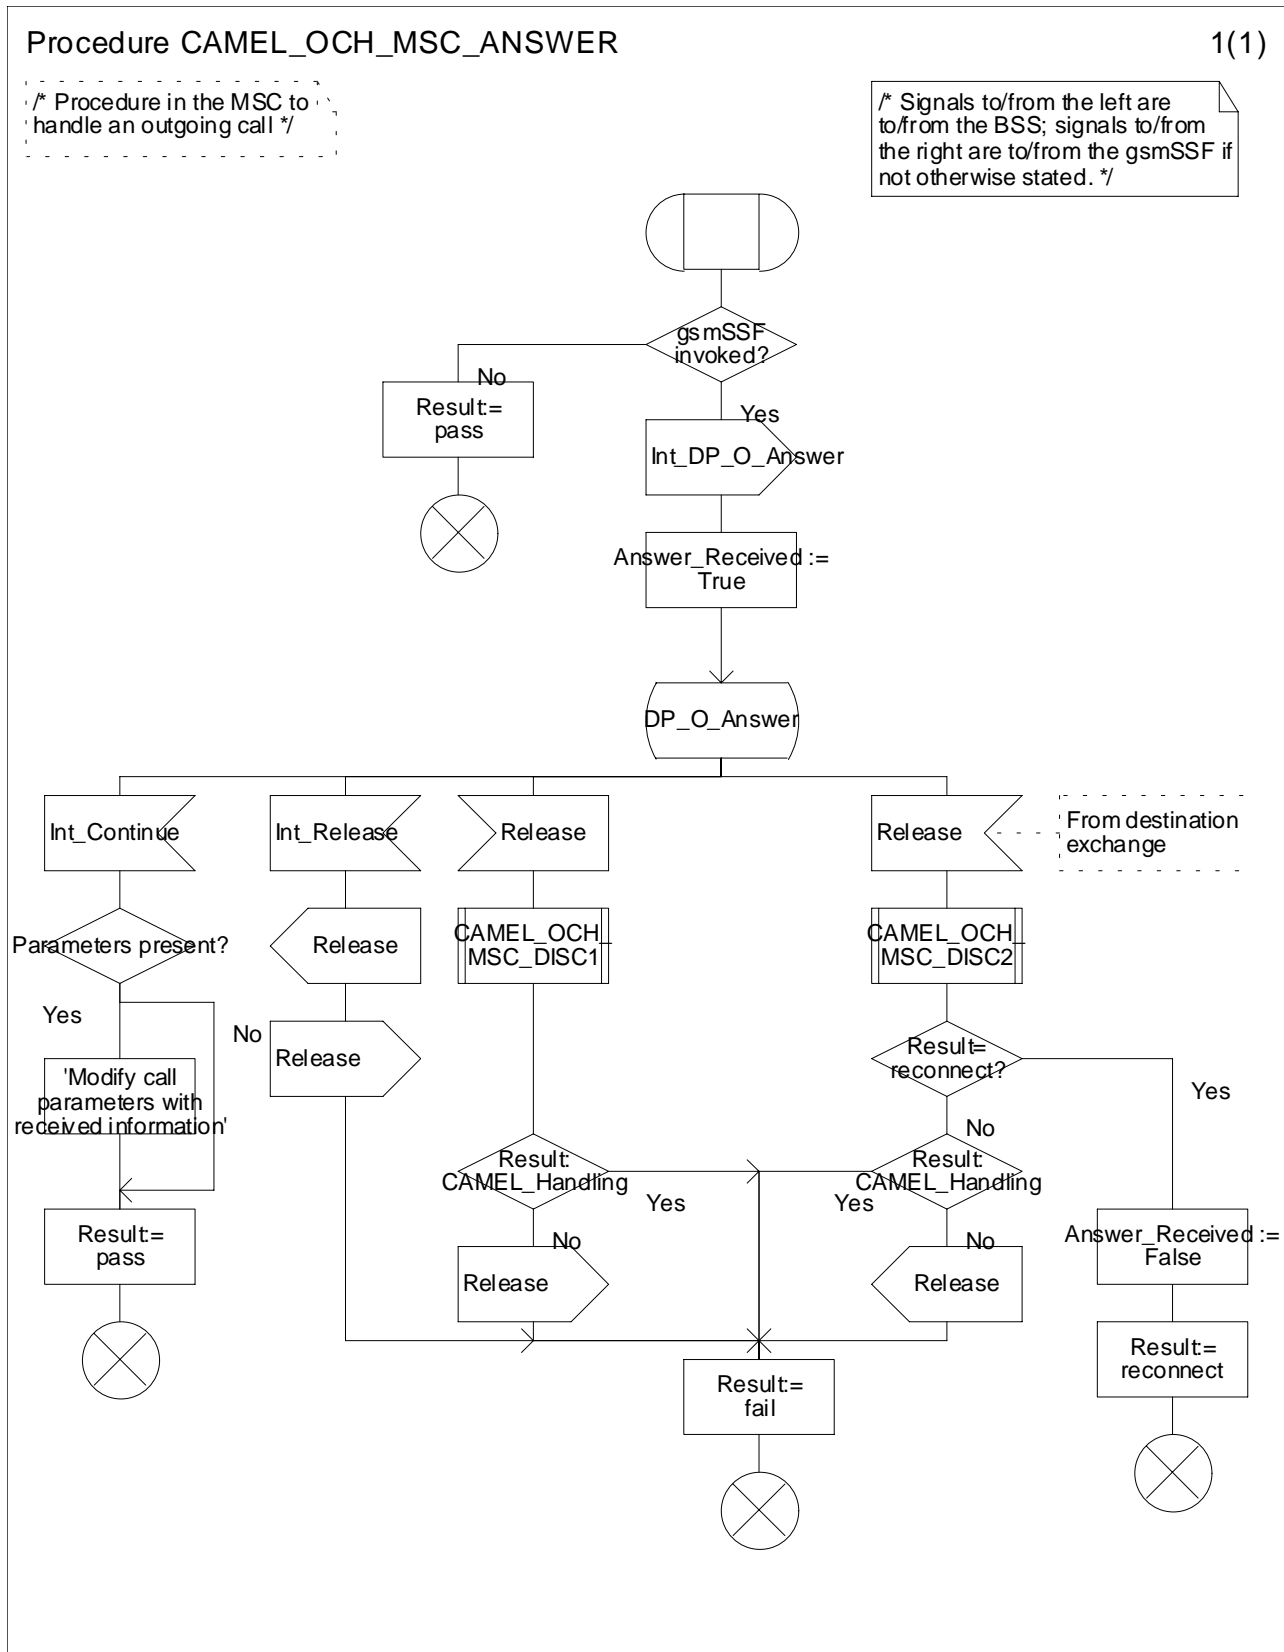 Procedure CAMEL_OCH_MSC_ANSWER
1(1)
/* Procedure in the MSC to
handle an outgoing call */
/* Signals to/from the left are
to/from the BSS; signals to/from
the right are to/from the gsmSSF if
not otherwise stated. */
gsmSSF
invoked?
No
Yes
Result:=
pass
Int_DP_O_Answer
Answer_Received :=
True
DP_O_Answer
Int_Continue
Int_Release
Release
Release
From destination
exchange
Parameters present?
Release
CAMEL_OCH_
MSC_DISC1
CAMEL_OCH_
MSC_DISC2
Yes
No
Release
Result=
reconnect?
Yes
'Modify call
parameters with
received information'
No
Result:
CAMEL_Handling
Yes
Result:
CAMEL_Handling
Yes
Result:=
pass
No
Release
No
Release
Answer_Received :=
False
Result:=
fail
Result:=
reconnect